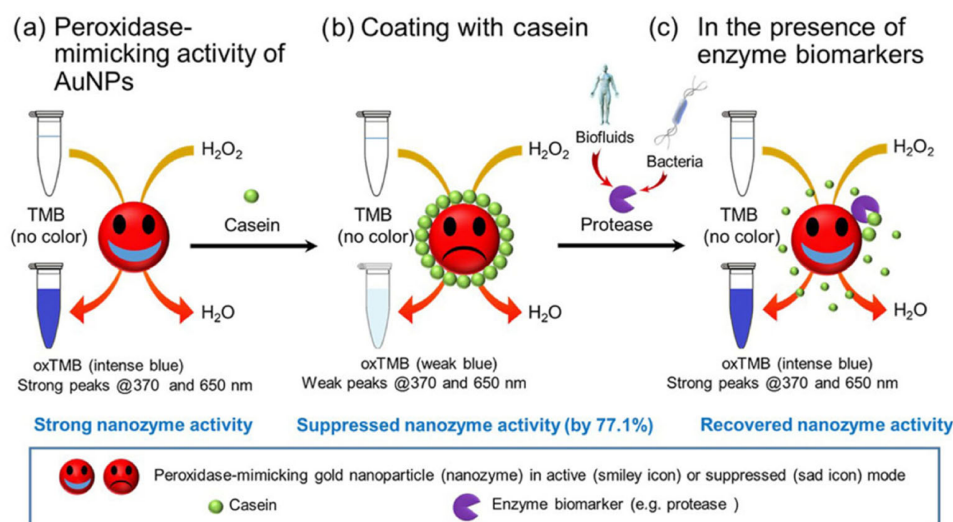 (a) Peroxidase-
mimicking activity of
AuNPs
H₂O₂
TMB
(no color)
H₂O
oxTMB (intense blue)
Strong peaks @370 and 650 nm
Strong nanozyme activity
Casein
(b) Coating with casein
H₂O₂
TMB
(no color)
H₂O
oxTMB (weak blue)
Weak peaks @370 and 650 nm
Suppressed nanozyme activity (by 77.1%)
Biofluids
Bacteria
Protease
(c) In the presence of
enzyme biomarkers
H₂O₂
TMB
(no color)
H₂O
oxTMB (intense blue)
Strong peaks @370 and 650 nm
Recovered nanozyme activity
Peroxidase-mimicking gold nanoparticle (nanozyme) in active (smiley icon) or suppressed (sad icon) mode
Casein
Enzyme biomarker (e.g. protease )